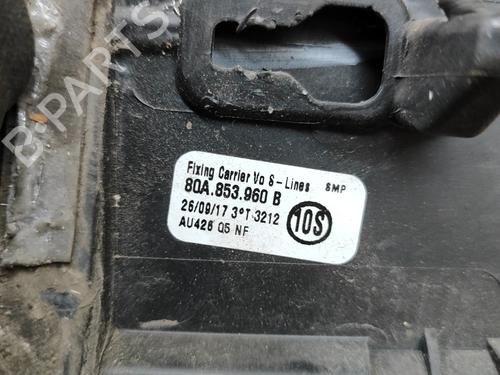 B-PARTS
Fixing Carrier Vo S-Lines SMP
80A.853.960 B
26/09/17 3°T 3212
10S
AU426 Q5 NF